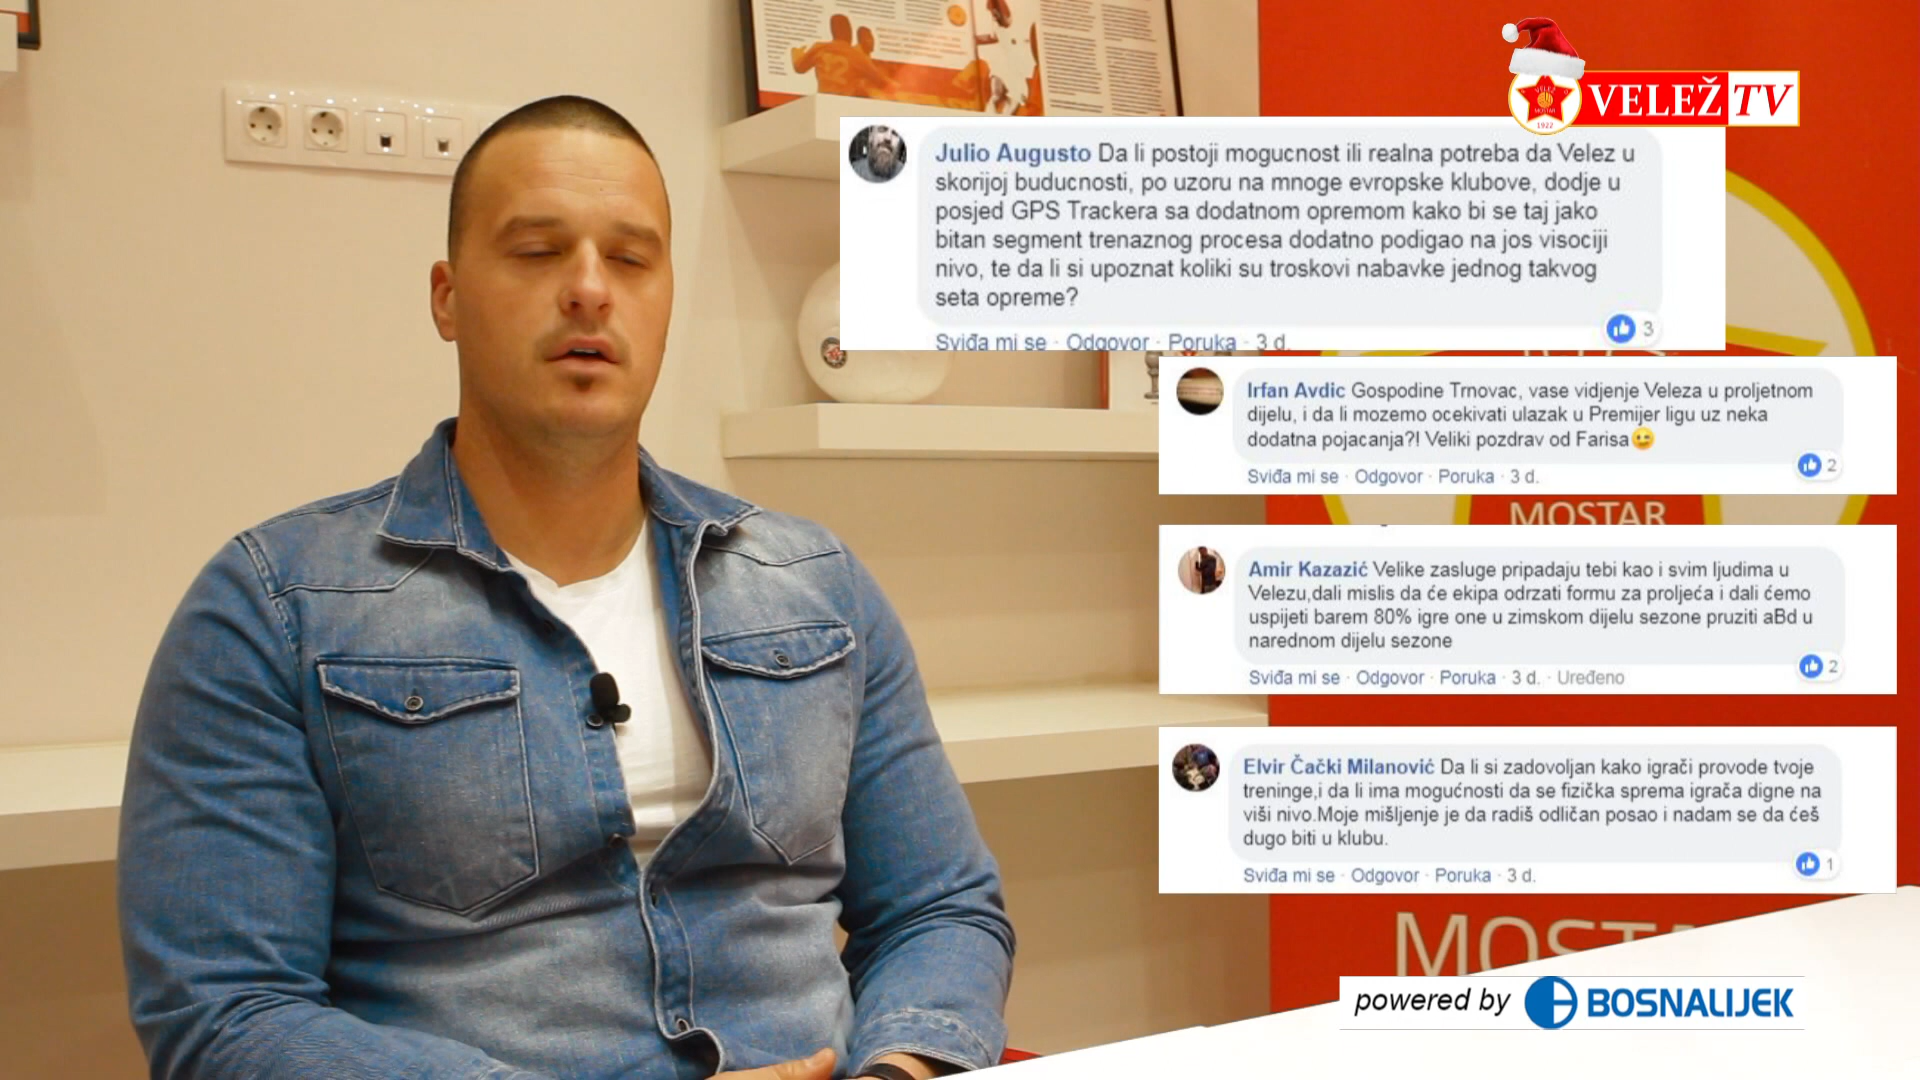 VELEŽ TV
VELEŽ
MOSTAR
1922
Julio Augusto Da li postoji mogucnost ili realna potreba da Velez u
skorijoj buducnosti, po uzoru na mnoge evropske klubove, dodje u
posjed GPS Trackera sa dodatnom opremom kako bi se taj jako
bitan segment trenaznog procesa dodatno podigao na jos visociji
nivo, te da li si upoznat koliki su troskovi nabavke jednog takvog
seta opreme?
3
Sviđa mi se · Odgovor · Poruka · 3 d.
Irfan Avdic Gospodine Trnovac, vase vidjenje Veleza u proljetnom
dijelu, i da li mozemo ocekivati ulazak u Premijer ligu uz neka
dodatna pojacanja?! Veliki pozdrav od Farisa😉
2
Sviđa mi se · Odgovor · Poruka · 3 d.
MOSTAR
Amir Kazazić Velike zasluge pripadaju tebi kao i svim ljudima u
Velezu,dali mislis da će ekipa odrzati formu za proljeća i dali ćemo
uspijeti barem 80% igre one u zimskom dijelu sezone pruziti aBd u
narednom dijelu sezone
2
Sviđa mi se · Odgovor · Poruka · 3 d. · Uređeno
Elvir Čački Milanović Da li si zadovoljan kako igrači provode tvoje
treninge,i da li ima mogućnosti da se fizička sprema igrača digne na
viši nivo.Moje mišljenje je da radiš odličan posao i nadam se da ćeš
dugo biti u klubu.
1
Sviđa mi se · Odgovor · Poruka · 3 d.
MOSTA
powered by BOSNALIJEK